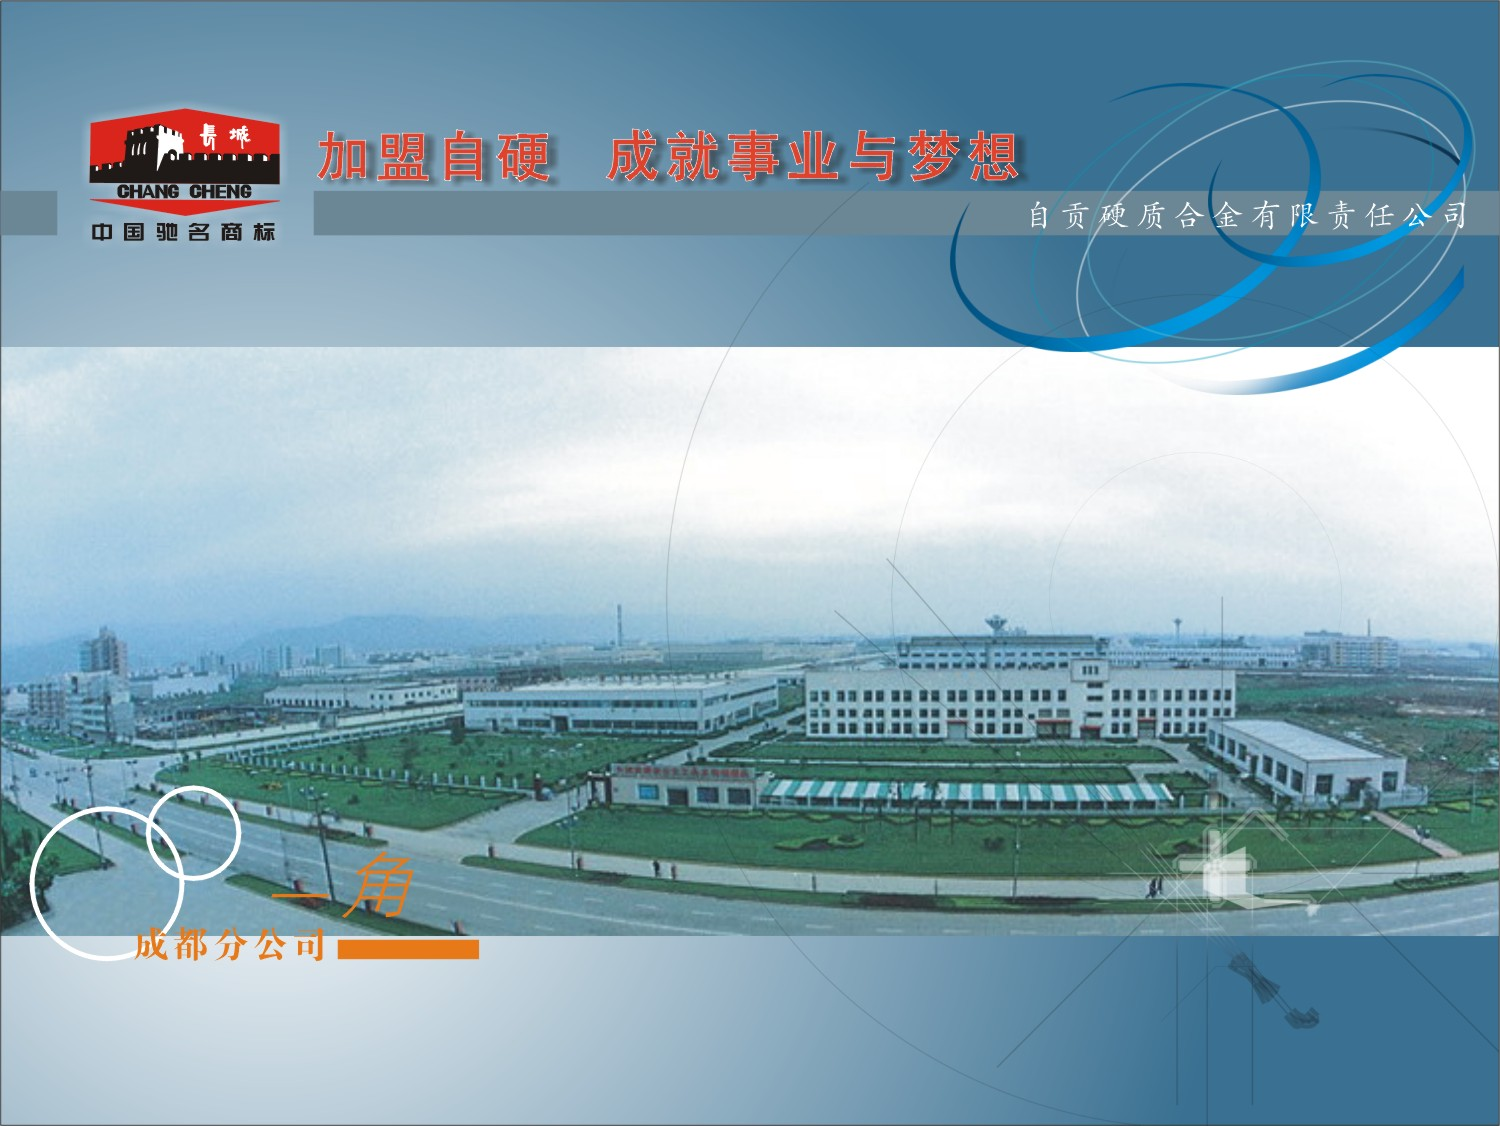 長城
CHANG CHENG
中国驰名商标
加盟自硬 成就事业与梦想
自贡硬质合金有限责任公司
一角
成都分公司